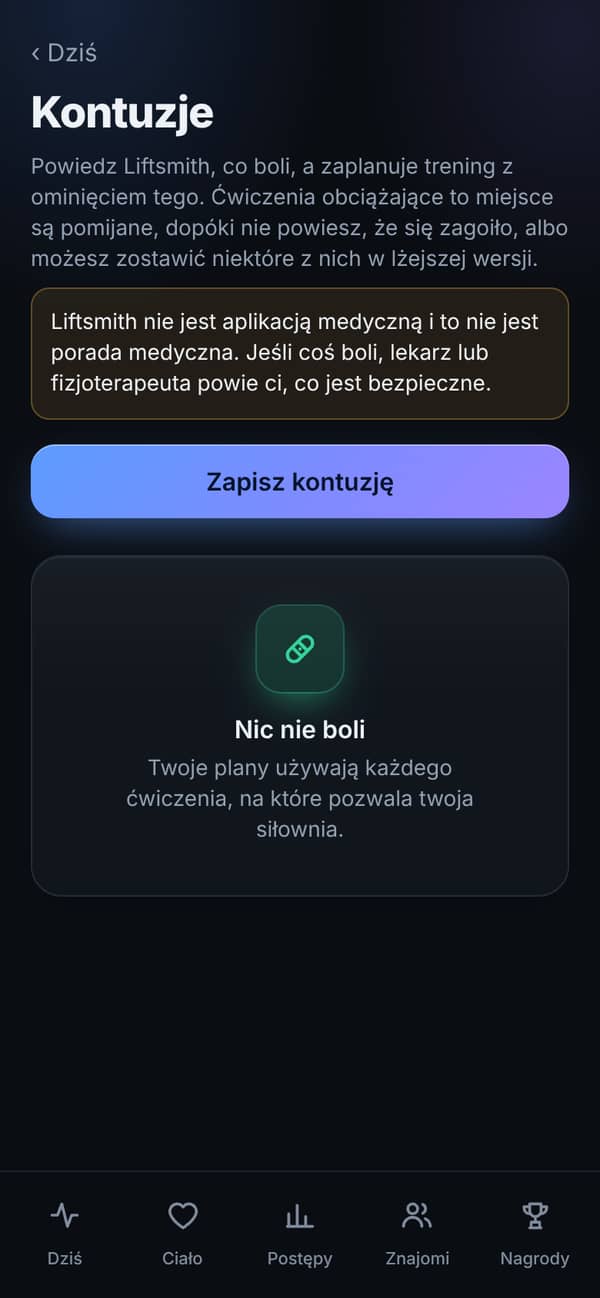 ‹ Dziś
Kontuzje
Powiedz Liftsmith, co boli, a zaplanuje trening z
ominięciem tego. Ćwiczenia obciążające to miejsce
są pomijane, dopóki nie powiesz, że się zagoiło, albo
możesz zostawić niektóre z nich w lżejszej wersji.
Liftsmith nie jest aplikacją medyczną i to nie jest
porada medyczna. Jeśli coś boli, lekarz lub
fizjoterapeuta powie ci, co jest bezpieczne.
Zapisz kontuzję
Nic nie boli
Twoje plany używają każdego
ćwiczenia, na które pozwala twoja
siłownia.
Dziś Ciało Postępy Znajomi Nagrody